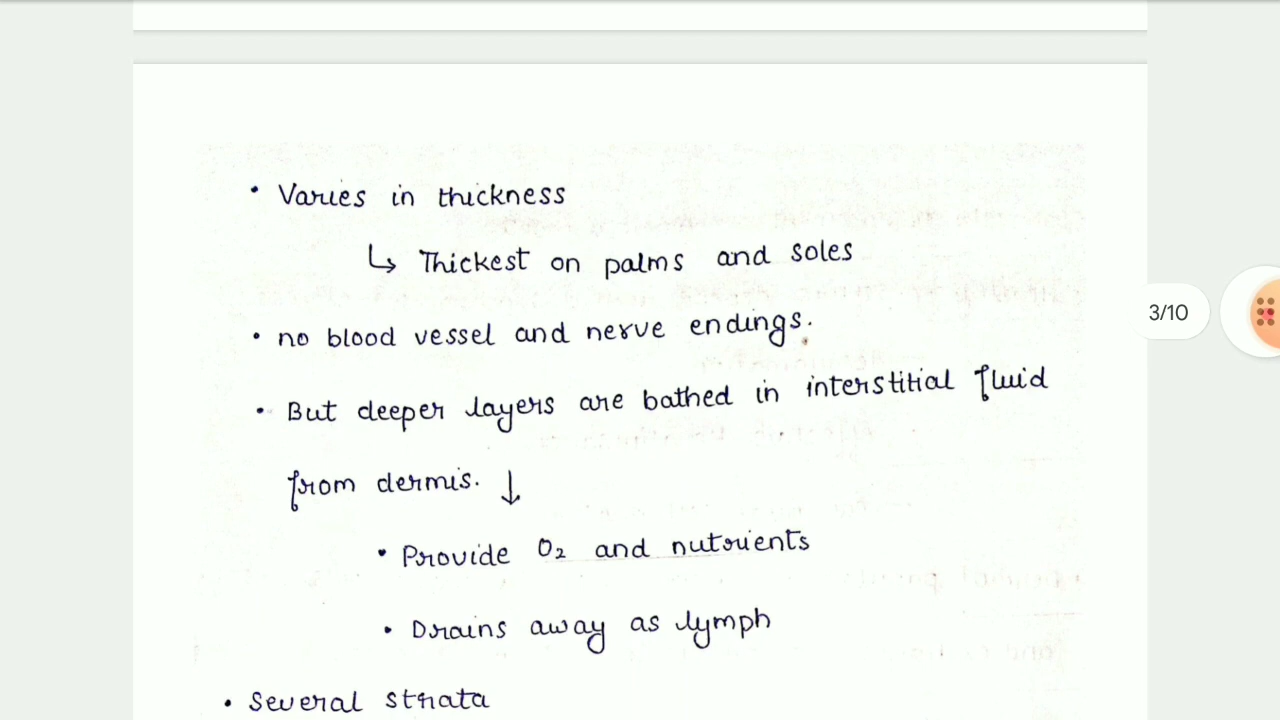 • Varies in thickness
↳ Thickest on palms and soles
• no blood vessel and nerve endings.
• But deeper layers are bathed in interstitial fluid
from dermis. ↓
• Provide O₂ and nutrients
• Drains away as lymph
• Several strata
3/10